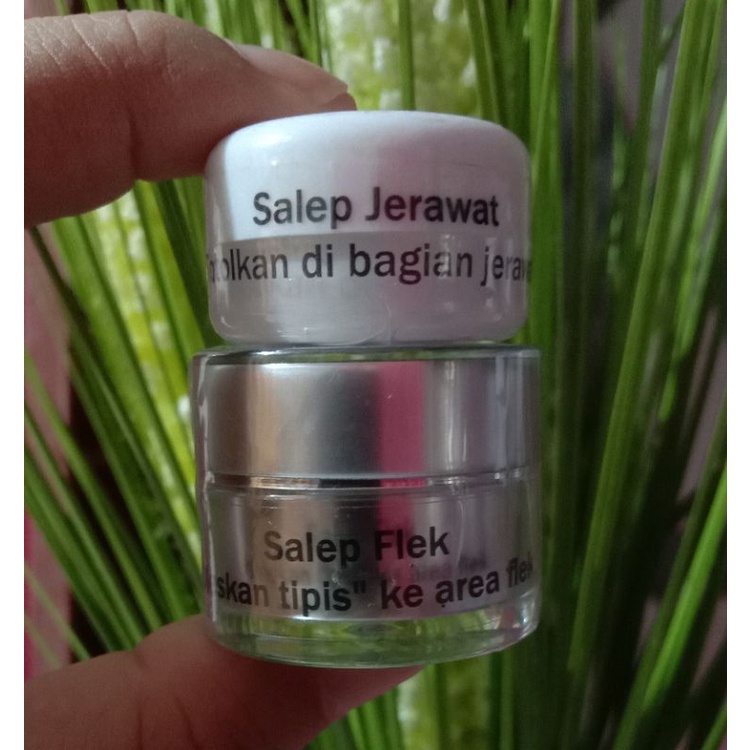 Salep Jerawat
di bagian
Salep Flek
tipis" ke area flek